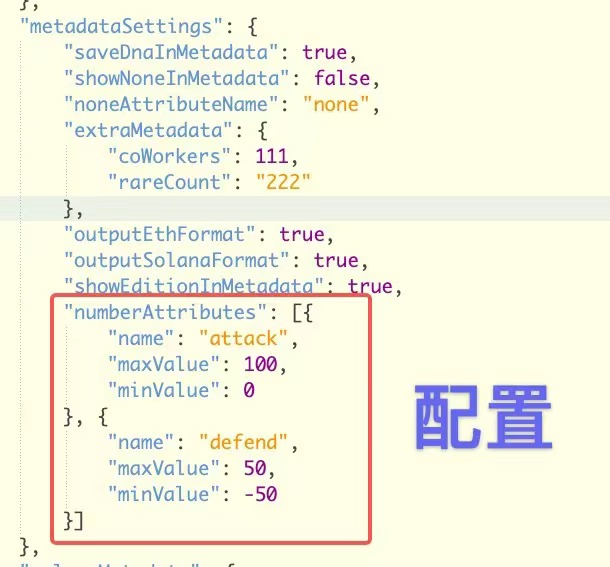 },
"metadataSettings": {
"saveDnaInMetadata": true,
"showNoneInMetadata": false,
"noneAttributeName": "none",
"extraMetadata": {
"coWorkers": 111,
"rareCount": "222"
},
"outputEthFormat": true,
"outputSolanaFormat": true,
"showEditionInMetadata": true,
"numberAttributes": [{
"name": "attack",
"maxValue": 100,
"minValue": 0
}, {
配置
"name": "defend",
"maxValue": 50,
"minValue": -50
}]
},